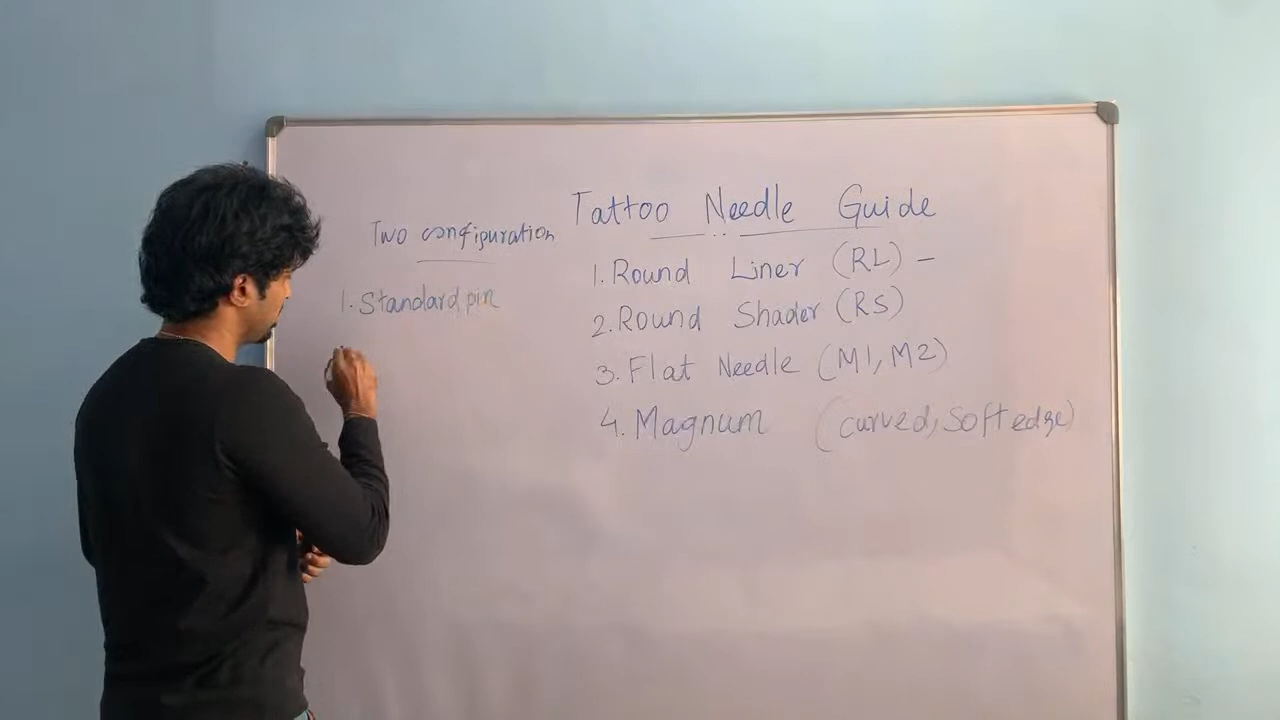 Tattoo Needle Guide
Two configuration
1. Standard pin
1. Round Liner (RL) -
2. Round Shader (RS)
3. Flat Needle (M1, M2)
4. Magnum (curved, Soft edge)